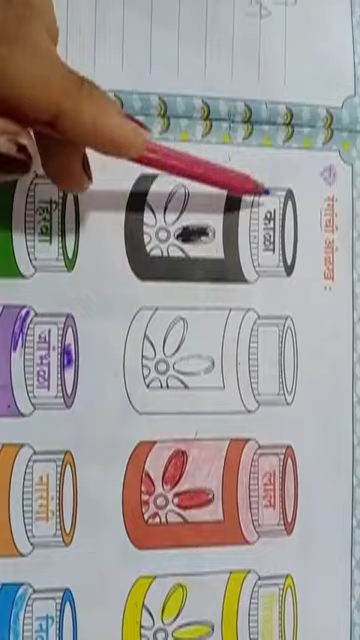 रंगांची ओळख :
काळा
लाल
हिरवा
जांभळा
नारंगी